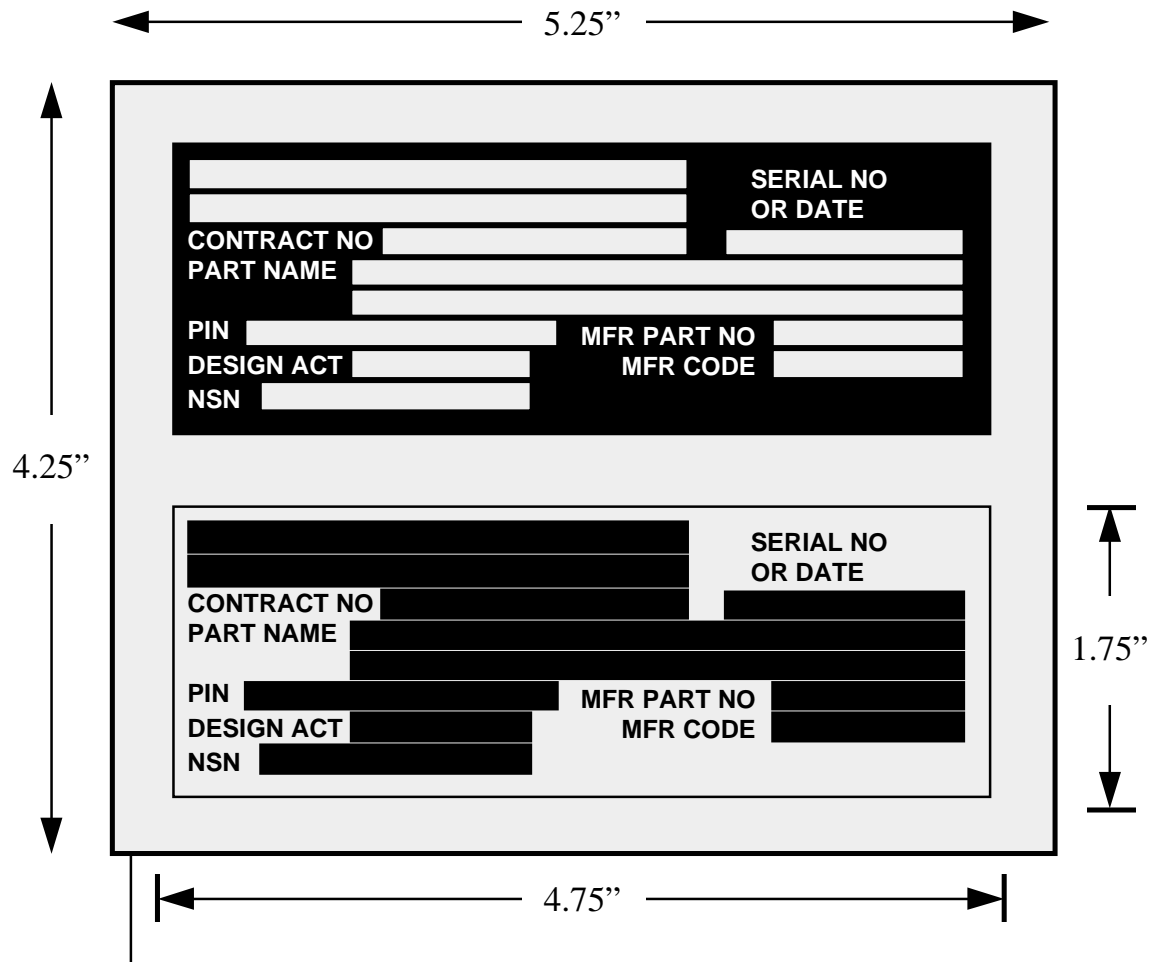 5.25”
SERIAL NO
OR DATE
CONTRACT NO
PART NAME
PIN MFR PART NO
DESIGN ACT MFR CODE
NSN
4.25”
SERIAL NO
OR DATE
CONTRACT NO
PART NAME
1.75”
PIN MFR PART NO
DESIGN ACT MFR CODE
NSN
4.75”